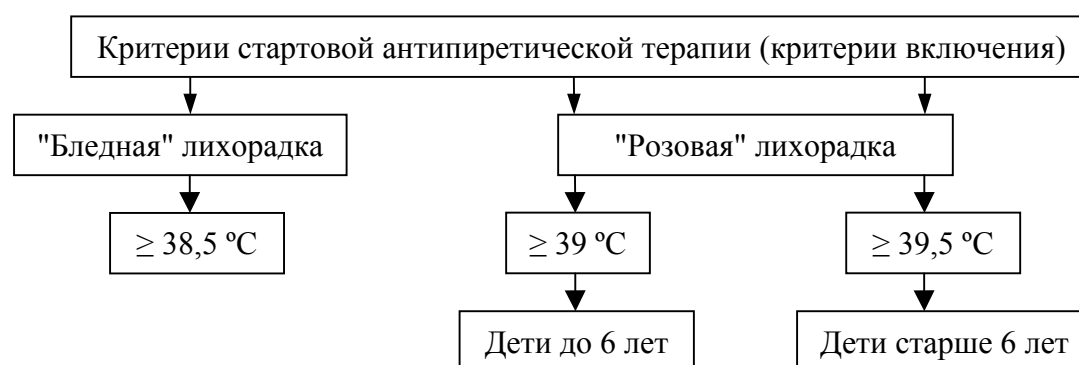 Критерии стартовой антипиретической терапии (критерии включения)
"Бледная" лихорадка
"Розовая" лихорадка
≥ 38,5 ºС
≥ 39 ºС
≥ 39,5 ºС
Дети до 6 лет
Дети старше 6 лет